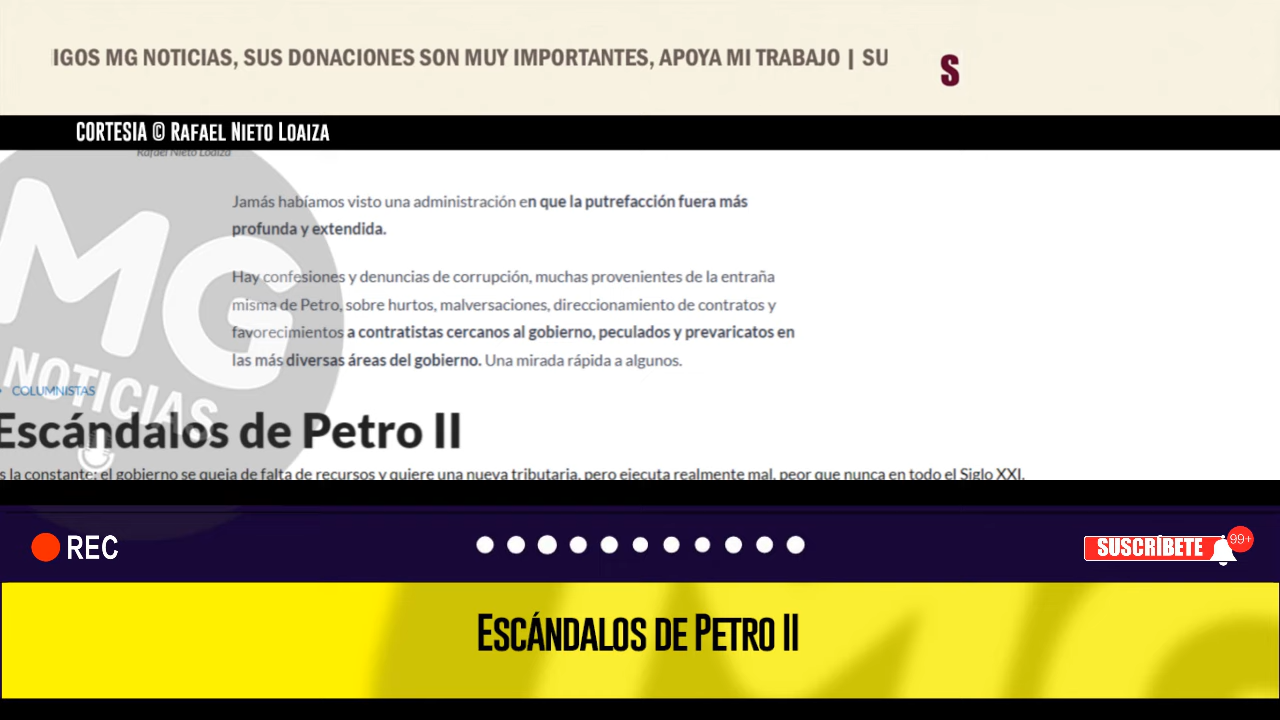 IGOS MG NOTICIAS, SUS DONACIONES SON MUY IMPORTANTES, APOYA MI TRABAJO | SU
S
CORTESIA © RAFAEL NIETO LOAIZA
Rafael Nieto Loaiza
Jamás habíamos visto una administración en que la putrefacción fuera más
profunda y extendida.
Hay confesiones y denuncias de corrupción, muchas provenientes de la entraña
misma de Petro, sobre hurtos, malversaciones, direccionamiento de contratos y
favorecimientos a contratistas cercanos al gobierno, peculados y prevaricatos en
las más diversas áreas del gobierno. Una mirada rápida a algunos.
MG
NOTICIAS
COLUMNISTAS
Escándalos de Petro II
s la constante: el gobierno se queja de falta de recursos y quiere una nueva tributaria, pero ejecuta realmente mal, peor que nunca en todo el Siglo XXI.
REC
SUSCRÍBETE
99+
ESCÁNDALOS DE PETRO II